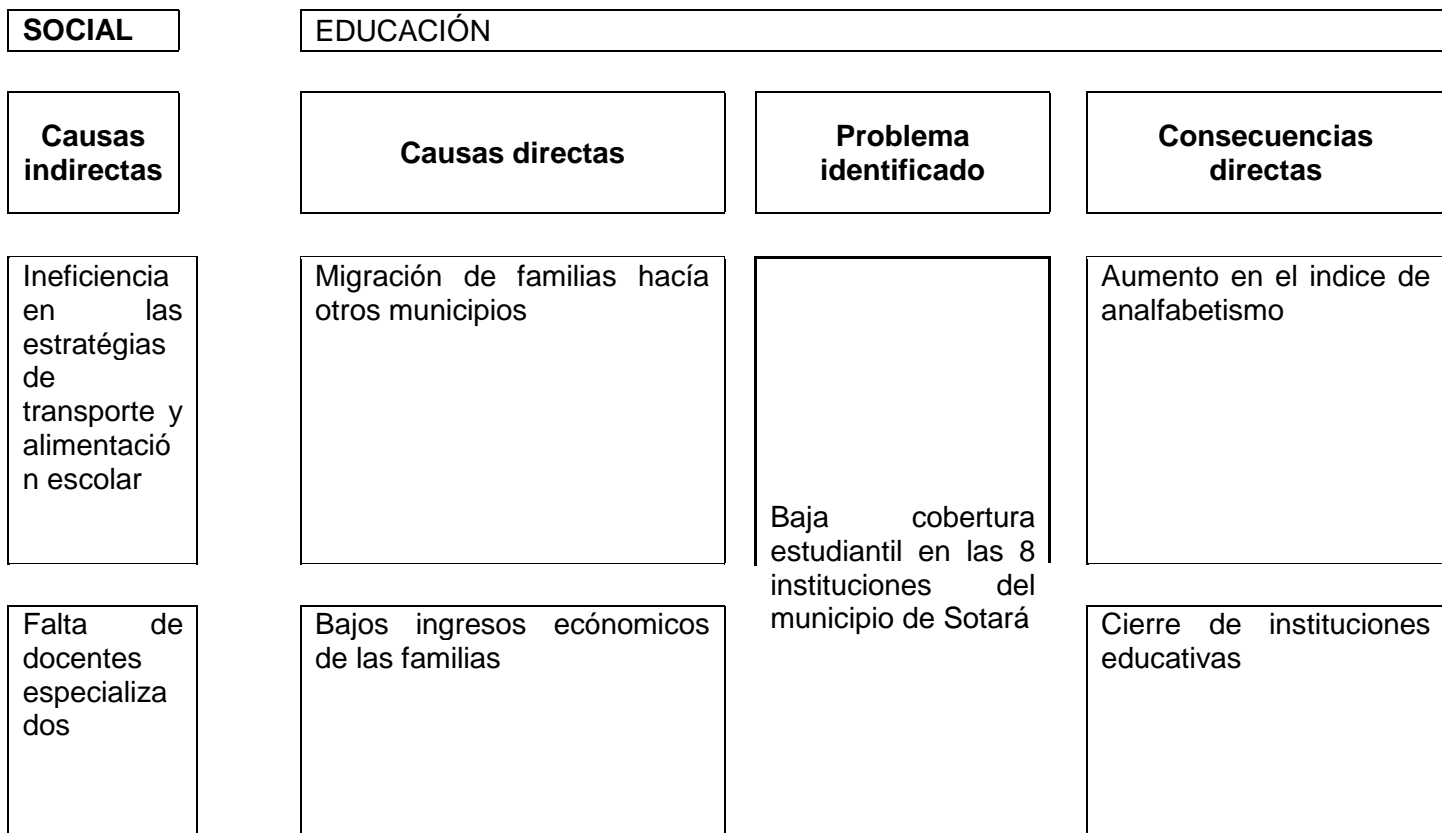 SOCIAL
EDUCACIÓN
Causas
indirectas
Causas directas
Problema
identificado
Consecuencias
directas
Ineficiencia
en las
estratégias
de
transporte y
alimentació
n escolar
Migración de familias hacía
otros municipios
Baja cobertura
estudiantil en las 8
instituciones del
municipio de Sotará
Aumento en el indice de
analfabetismo
Falta de
docentes
especializa
dos
Bajos ingresos ecónomicos
de las familias
Cierre de instituciones
educativas